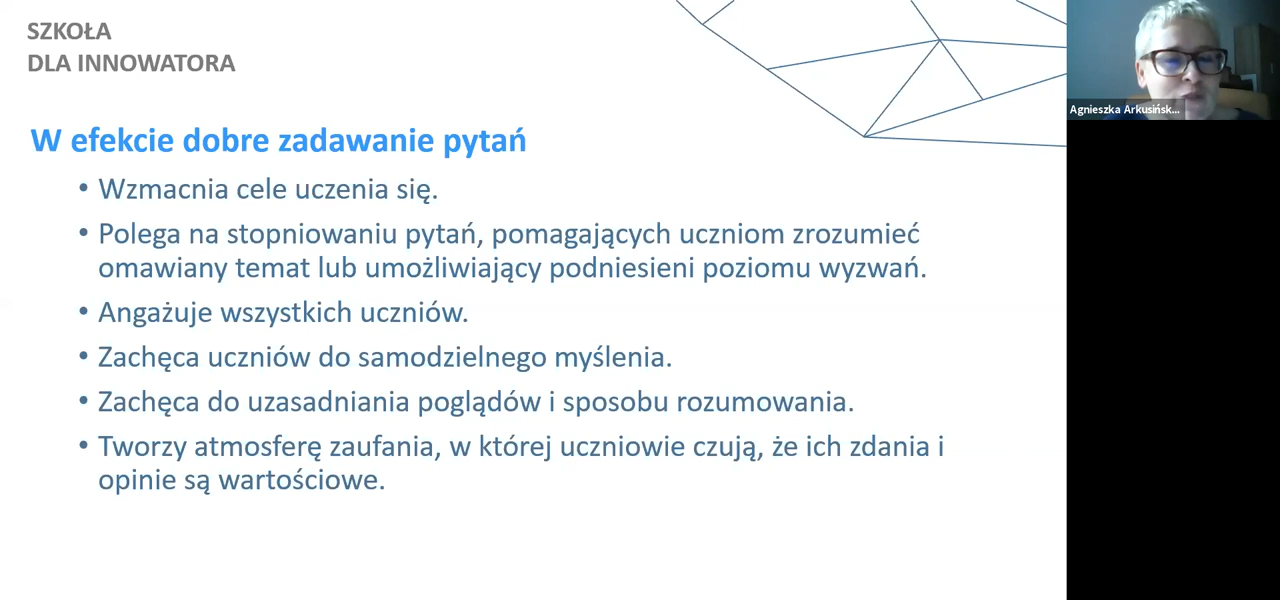 SZKOŁA
DLA INNOWATORA
Agnieszka Arkusińsk...
W efekcie dobre zadawanie pytań
• Wzmacnia cele uczenia się.
• Polega na stopniowaniu pytań, pomagających uczniom zrozumieć
omawiany temat lub umożliwiający podniesieni poziomu wyzwań.
• Angażuje wszystkich uczniów.
• Zachęca uczniów do samodzielnego myślenia.
• Zachęca do uzasadniania poglądów i sposobu rozumowania.
• Tworzy atmosferę zaufania, w której uczniowie czują, że ich zdania i
opinie są wartościowe.